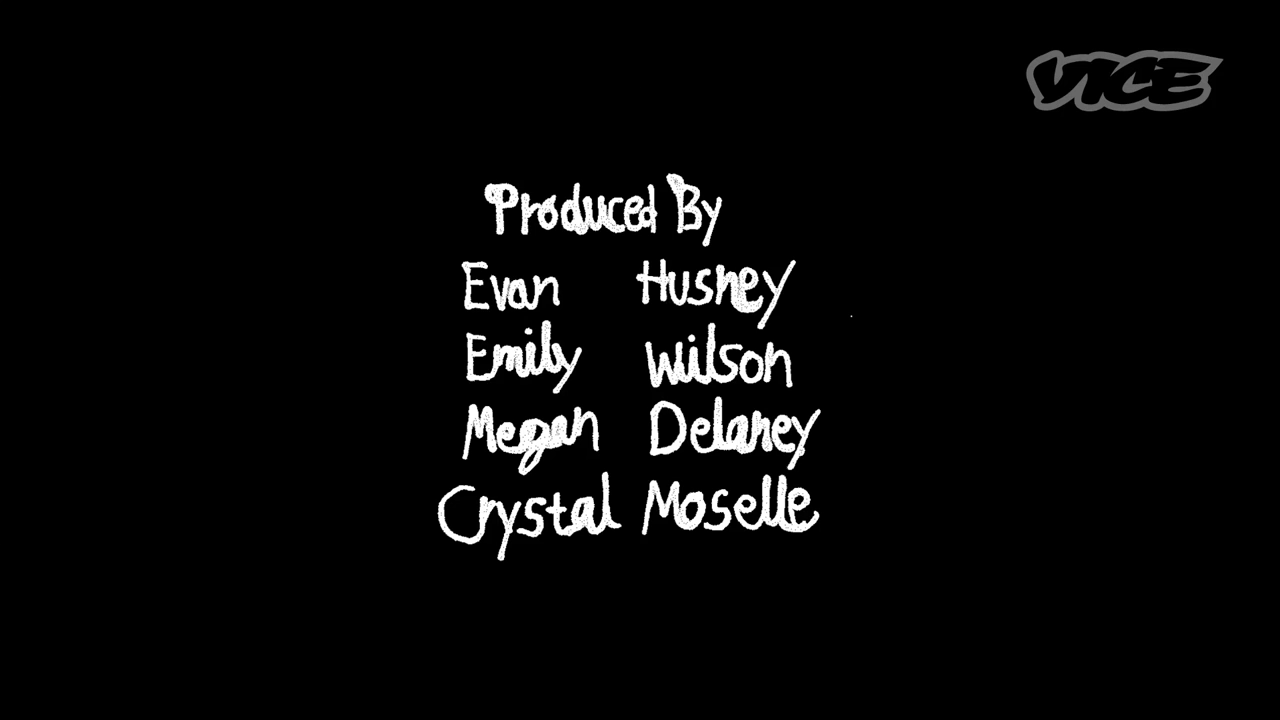 VICE
Produced By
Evan Husney
Emily Wilson
Megan Delaney
Crystal Moselle